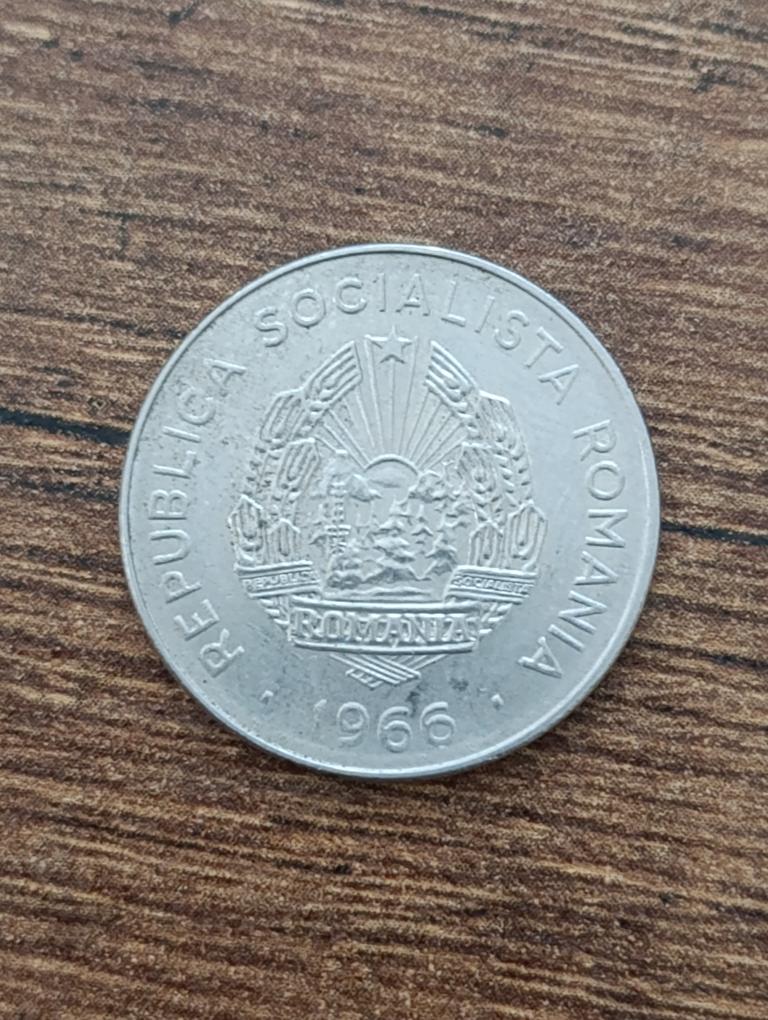 REPUBLICA SOCIALISTA ROMANIA
REPUBLICA
SOCIALISTA
ROMANIA
· 1966 ·